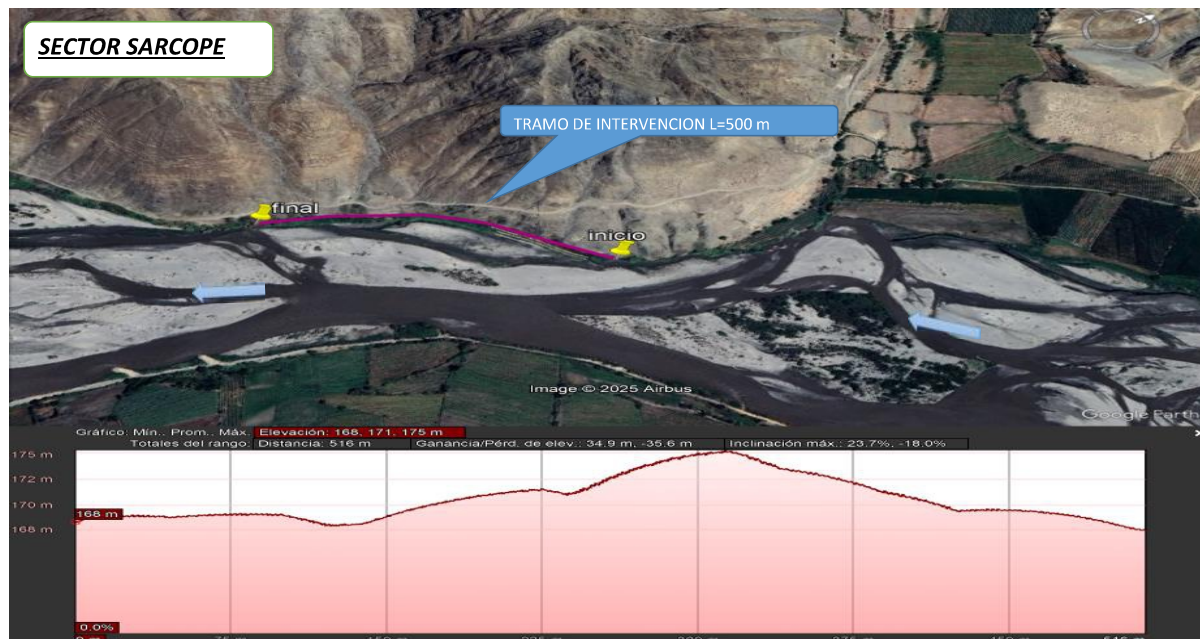 SECTOR SARCOPE
TRAMO DE INTERVENCION L=500 m
final
inicio
Image © 2025 Airbus
Google Earth
Gráfico: Mín., Prom., Máx. Elevación: 168, 171, 175 m
Totales del rango: Distancia: 516 m Ganancia/Pérd. de elev.: 34.9 m, -35.6 m Inclinación máx.: 23.7%, -18.0%
175 m
172 m
170 m
168 m
168 m
0.0%